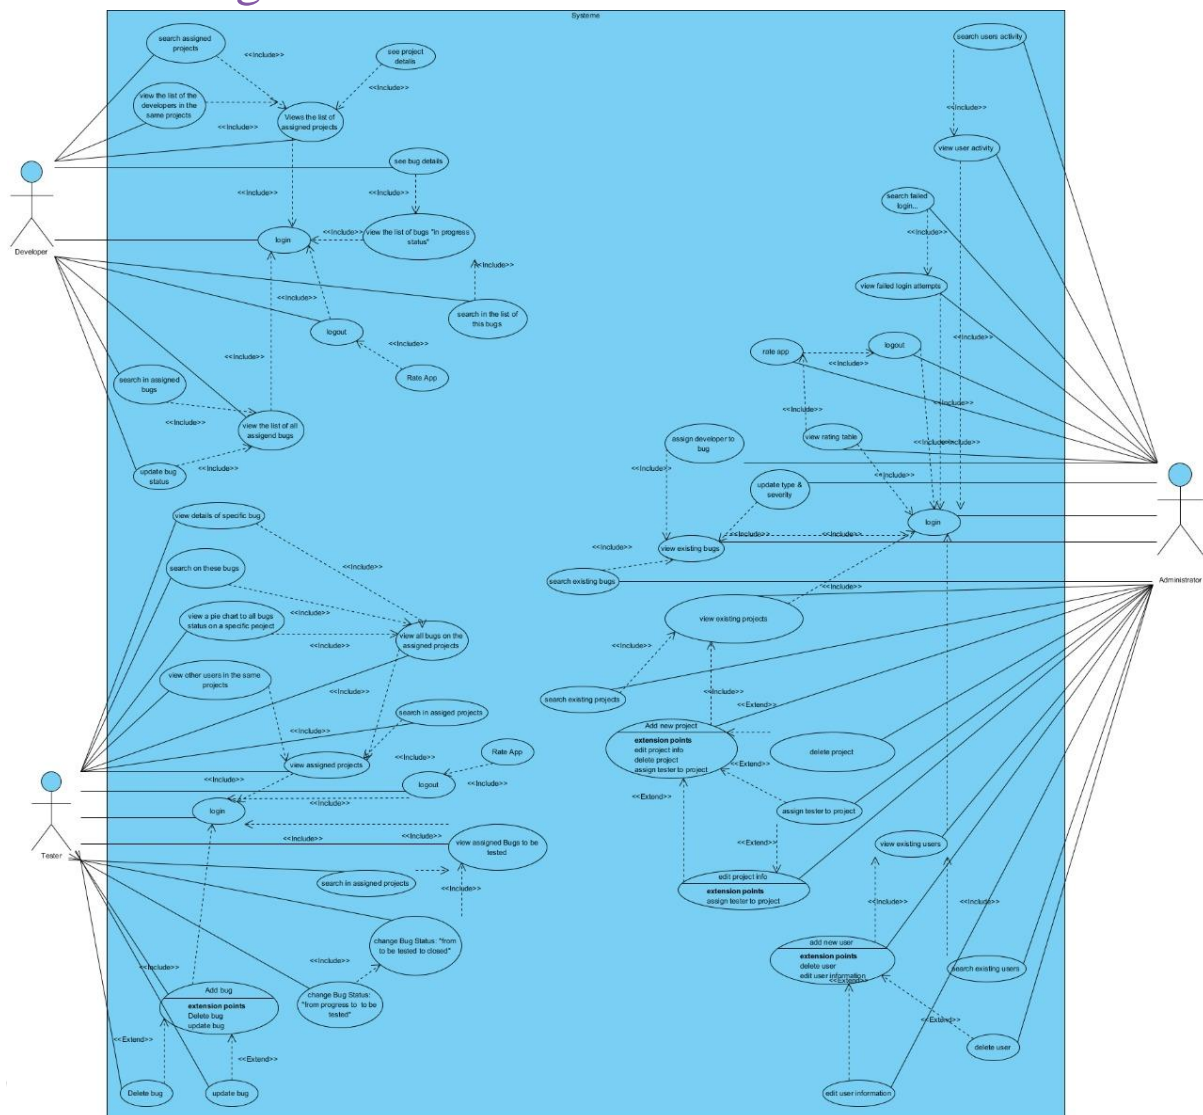 Systeme
search assigned
projects
<<Include>>
see project
details
<<Include>>
view the list of the
developers in the
same projects
<<Include>>
Views the list of
assigned projects
see bug details
<<Include>>
<<Include>>
Developer
login
<<Include>>
view the list of bugs "in progress
status"
<<Include>>
<<Include>>
search in the list of
this bugs
logout
<<Include>>
Rate App
<<Include>>
search in assigned
bugs
<<Include>>
view the list of all
assigend bugs
<<Include>>
update bug
status
search users activity
<<Include>>
view user activity
search failed
login...
<<Include>>
view failed login attempts
rate app
logout
<<Include>>
<<Include>>
<<Include>>
view rating table
<<Include>>
<<Include>>
<<Include>>
assign developer to
bug
<<Include>>
update type &
severity
login
view existing bugs
<<Include>>
<<Include>>
<<Include>>
search existing bugs
Administrator
<<Include>>
view existing projects
<<Include>>
search existing projects
<<Include>>
<<Extend>>
Add new project
extension points
edit project info
delete project
assign tester to project
delete project
<<Extend>>
<<Extend>>
assign tester to project
<<Extend>>
edit project info
extension points
assign tester to project
view existing users
<<Include>>
<<Include>>
add new user
extension points
delete user
edit user information
search existing users
<<Extend>>
<<Extend>>
delete user
edit user information
view details of specific bug
<<Include>>
search on these bugs
<<Include>>
view a pie chart to all bugs
status on a specific peoject
<<Include>>
view all bugs on the
assigned projects
view other users in the same
projects
<<Include>>
search in assiged projects
<<Include>>
<<Include>>
view assigned projects
Rate App
<<Include>>
<<Include>>
logout
<<Include>>
login
Tester
<<Include>>
<<Include>>
view assigned Bugs to be
tested
search in assigned projects
<<Include>>
change Bug Status: "from
to be tested to closed"
<<Include>>
change Bug Status:
"from progress to to be
tested"
<<Include>>
Add bug
extension points
Delete bug
update bug
<<Extend>>
<<Extend>>
Delete bug
update bug